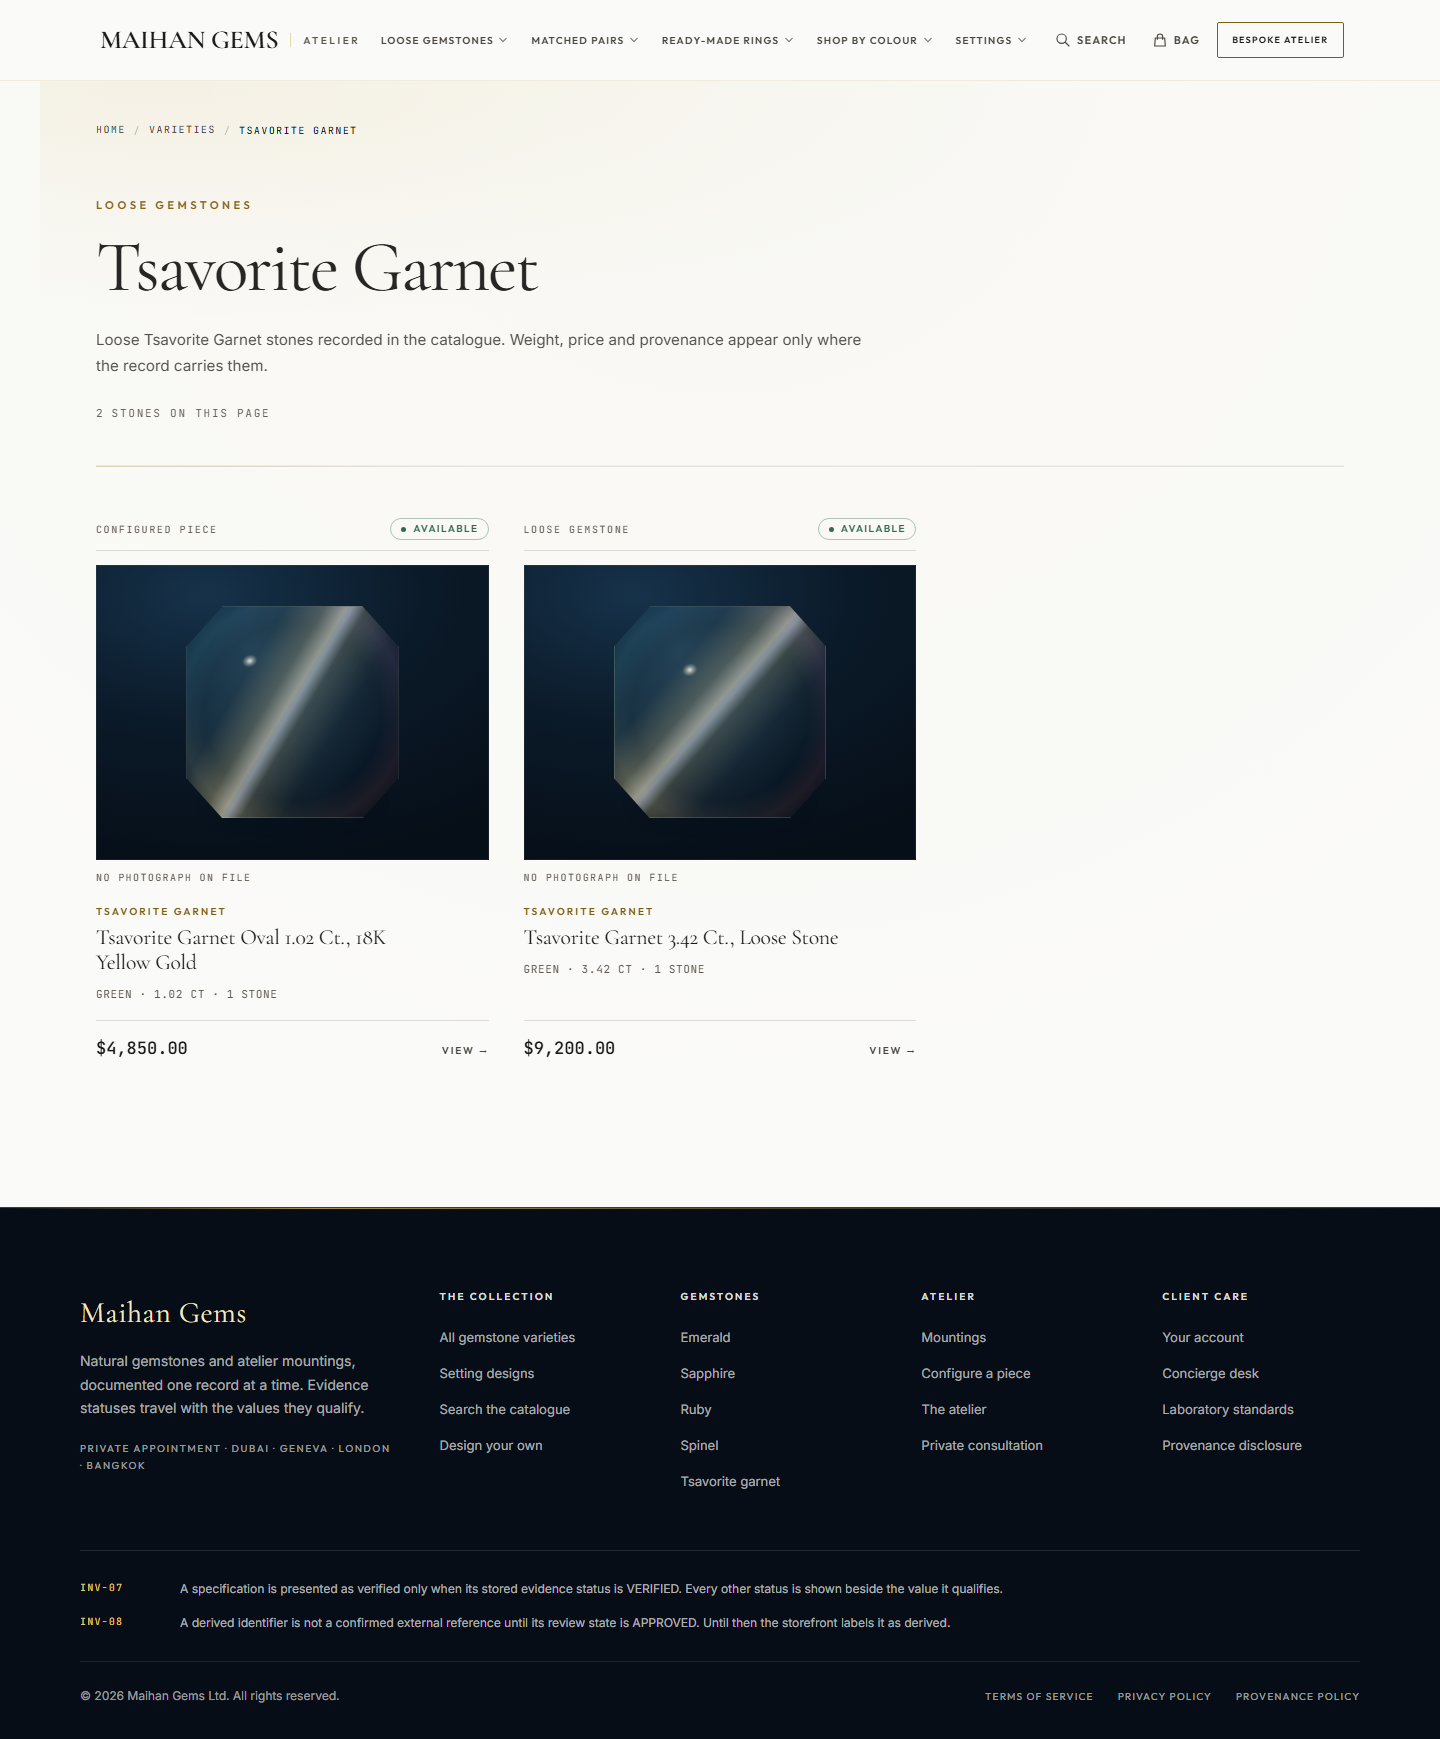 MAIHAN GEMS | ATELIER LOOSE GEMSTONES MATCHED PAIRS READY-MADE RINGS SHOP BY COLOUR SETTINGS SEARCH BAG BESPOKE ATELIER
HOME / VARIETIES / TSAVORITE GARNET
LOOSE GEMSTONES
Tsavorite Garnet
Loose Tsavorite Garnet stones recorded in the catalogue. Weight, price and provenance appear only where
the record carries them.
2 STONES ON THIS PAGE
CONFIGURED PIECE
AVAILABLE
NO PHOTOGRAPH ON FILE
TSAVORITE GARNET
Tsavorite Garnet Oval 1.02 Ct., 18K
Yellow Gold
GREEN · 1.02 CT · 1 STONE
$4,850.00
VIEW →
LOOSE GEMSTONE
AVAILABLE
NO PHOTOGRAPH ON FILE
TSAVORITE GARNET
Tsavorite Garnet 3.42 Ct., Loose Stone
GREEN · 3.42 CT · 1 STONE
$9,200.00
VIEW →
Maihan Gems
Natural gemstones and atelier mountings,
documented one record at a time. Evidence
statuses travel with the values they qualify.
PRIVATE APPOINTMENT · DUBAI · GENEVA · LONDON
· BANGKOK
THE COLLECTION
All gemstone varieties
Setting designs
Search the catalogue
Design your own
GEMSTONES
Emerald
Sapphire
Ruby
Spinel
Tsavorite garnet
ATELIER
Mountings
Configure a piece
The atelier
Private consultation
CLIENT CARE
Your account
Concierge desk
Laboratory standards
Provenance disclosure
INV-07 A specification is presented as verified only when its stored evidence status is VERIFIED. Every other status is shown beside the value it qualifies.
INV-08 A derived identifier is not a confirmed external reference until its review state is APPROVED. Until then the storefront labels it as derived.
© 2026 Maihan Gems Ltd. All rights reserved.
TERMS OF SERVICE PRIVACY POLICY PROVENANCE POLICY